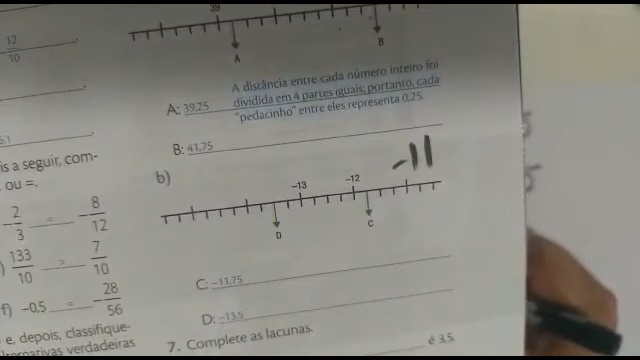 39
12
10
A
B
A distância entre cada número inteiro foi
dividida em 4 partes iguais; portanto, cada
"pedacinho" entre eles representa 0,25.
A: 39,25
B: 41,75
is a seguir, com-
ou =.
b)
-11
-13
-12
D
C
- 2/3 = - 8/12
133/10 > 7/10
f) -0,5 = - 28/56
C: -11,75
D: -13,5
e, depois, classifique-
alternativas verdadeiras
7. Complete as lacunas.
é 3,5.